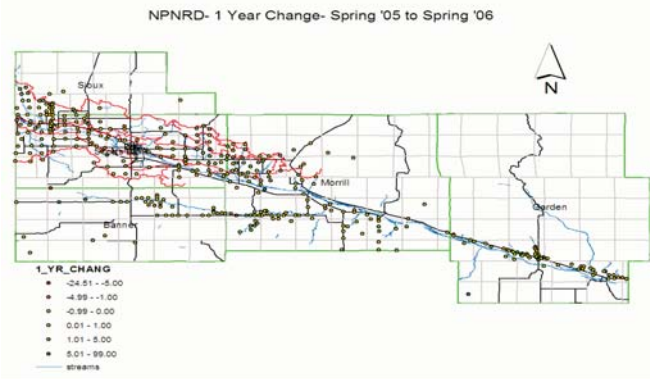 NPNRD- 1 Year Change- Spring '05 to Spring '06
N
Sioux
Morrill
Garden
Banner
1_YR_CHANG
-24.51 - -5.00
-4.99 - -1.00
-0.99 - 0.00
0.01 - 1.00
1.01 - 5.00
5.01 - 99.00
streams